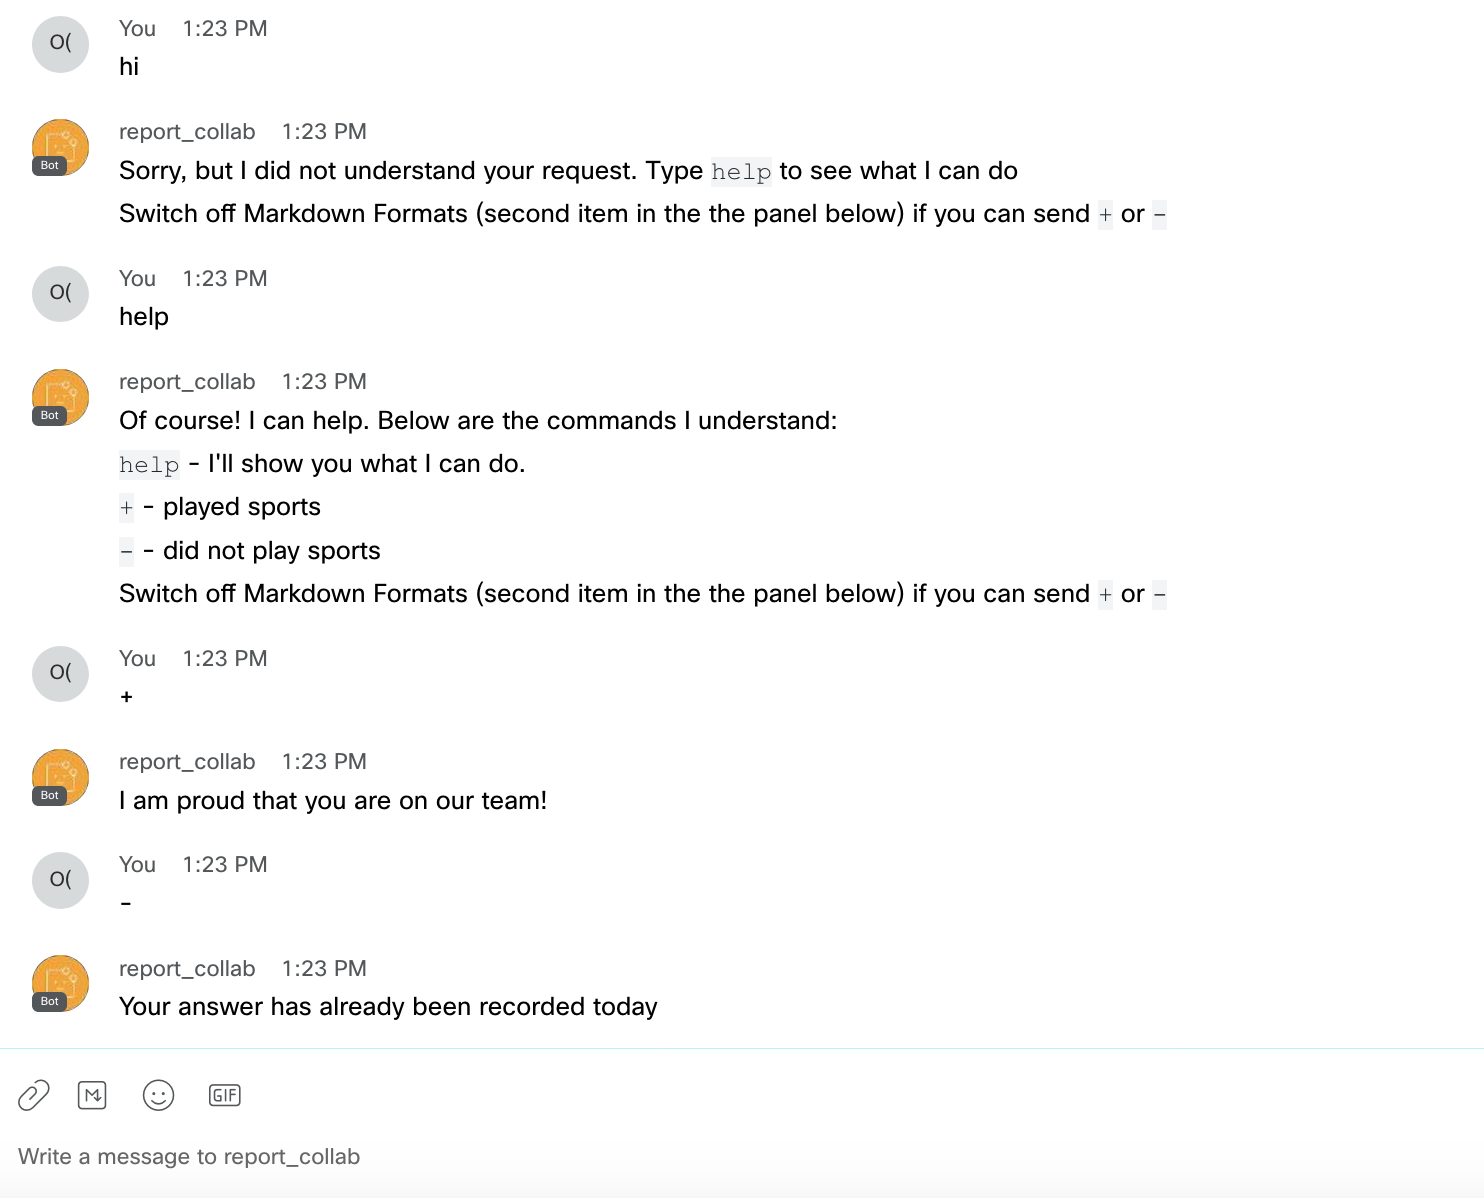 O(
You 1:23 PM
hi
report_collab 1:23 PM
Bot
Sorry, but I did not understand your request. Type help to see what I can do
Switch off Markdown Formats (second item in the the panel below) if you can send + or -
O(
You 1:23 PM
help
report_collab 1:23 PM
Bot
Of course! I can help. Below are the commands I understand:
help - I'll show you what I can do.
+ - played sports
- - did not play sports
Switch off Markdown Formats (second item in the the panel below) if you can send + or -
O(
You 1:23 PM
+
report_collab 1:23 PM
Bot
I am proud that you are on our team!
O(
You 1:23 PM
-
report_collab 1:23 PM
Bot
Your answer has already been recorded today
M GIF
Write a message to report_collab